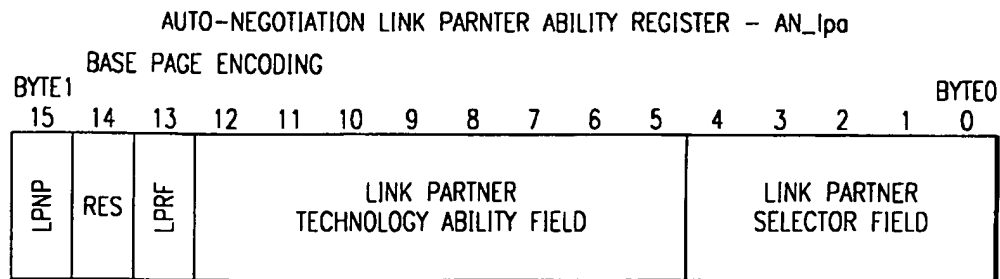 AUTO-NEGOTIATION LINK PARNTER ABILITY REGISTER - AN_lpa
BASE PAGE ENCODING
BYTE1 BYTE0
15 14 13 12 11 10 9 8 7 6 5 4 3 2 1 0
LPNP RES LPRF LINK PARTNER LINK PARTNER
TECHNOLOGY ABILITY FIELD SELECTOR FIELD